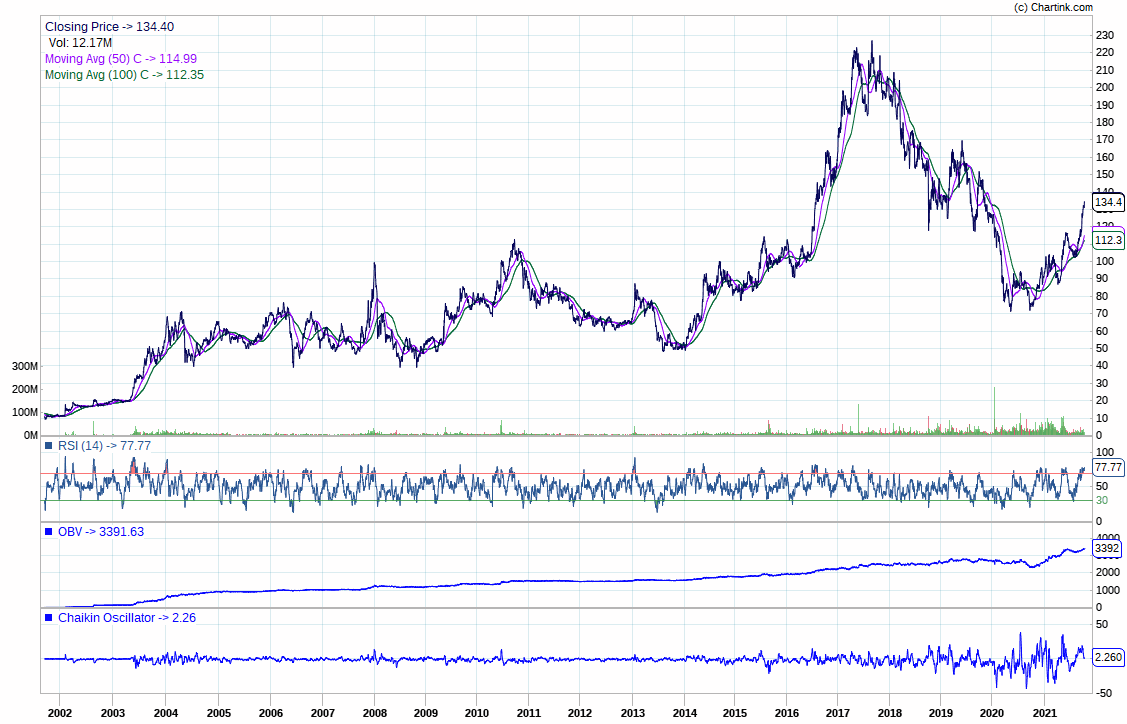 (c) Chartink.com
Closing Price -> 134.40
Vol: 12.17M
Moving Avg (50) C -> 114.99
Moving Avg (100) C -> 112.35
230
220
210
200
190
180
170
160
150
140
134.4
130
120
112.3
100
90
80
70
60
50
40
30
20
10
0
300M
200M
100M
0M
RSI (14) -> 77.77
100
77.77
50
30
0
OBV -> 3391.63
4000
3392
2000
1000
0
Chaikin Oscillator -> 2.26
50
2.260
-50
2002 2003 2004 2005 2006 2007 2008 2009 2010 2011 2012 2013 2014 2015 2016 2017 2018 2019 2020 2021